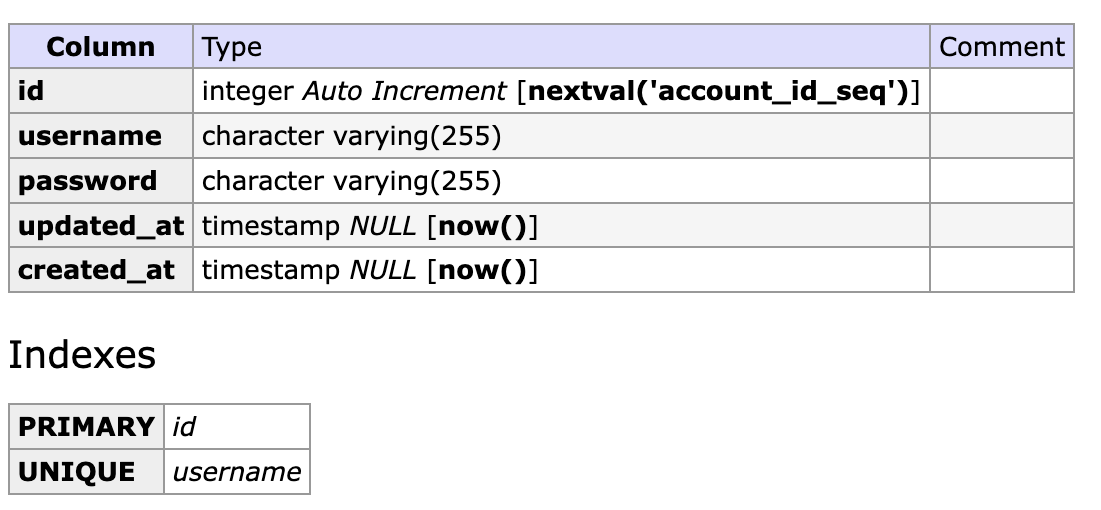 Column Type Comment
id integer Auto Increment [nextval('account_id_seq')]
username character varying(255)
password character varying(255)
updated_at timestamp NULL [now()]
created_at timestamp NULL [now()]
Indexes
PRIMARY id
UNIQUE username